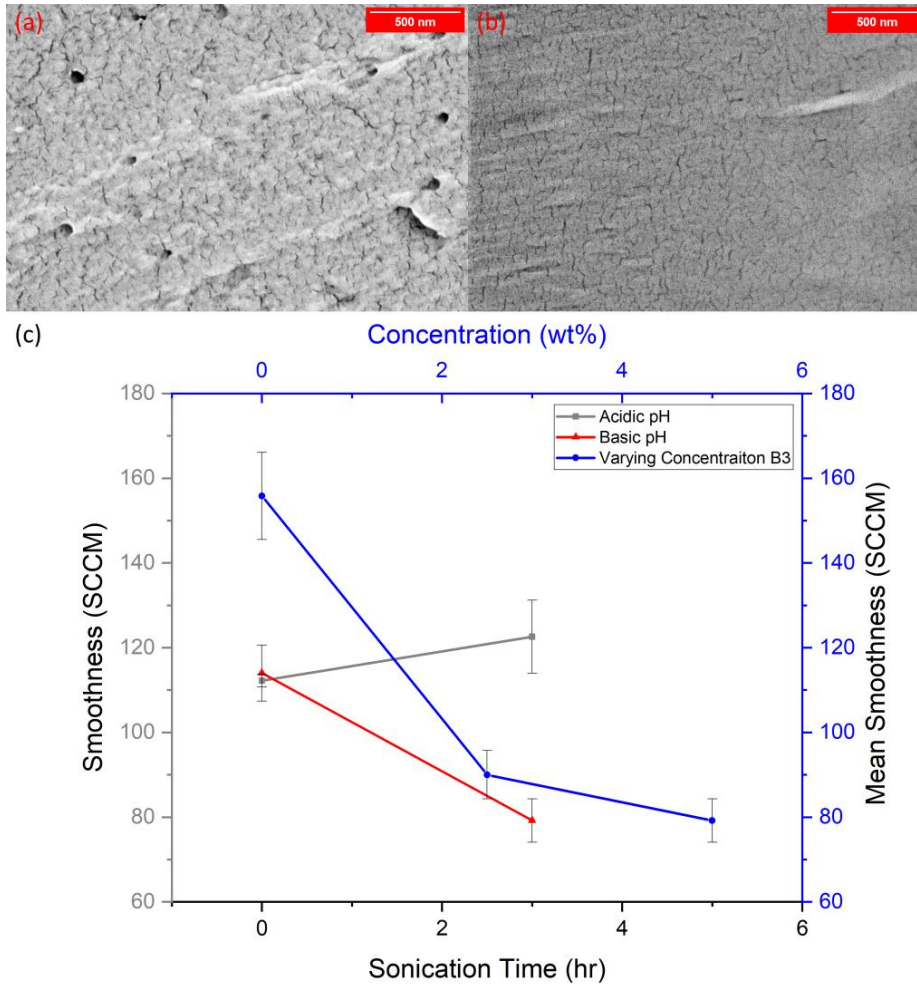 (a)
500 nm
(b)
500 nm
(c)
Concentration (wt%)
0 2 4 6
180 180
160 160
140 140
120 120
100 100
80 80
60 60
Smoothness (SCCM)
Mean Smoothness (SCCM)
Acidic pH
Basic pH
Varying Concentraiton B3
0 2 4 6
Sonication Time (hr)